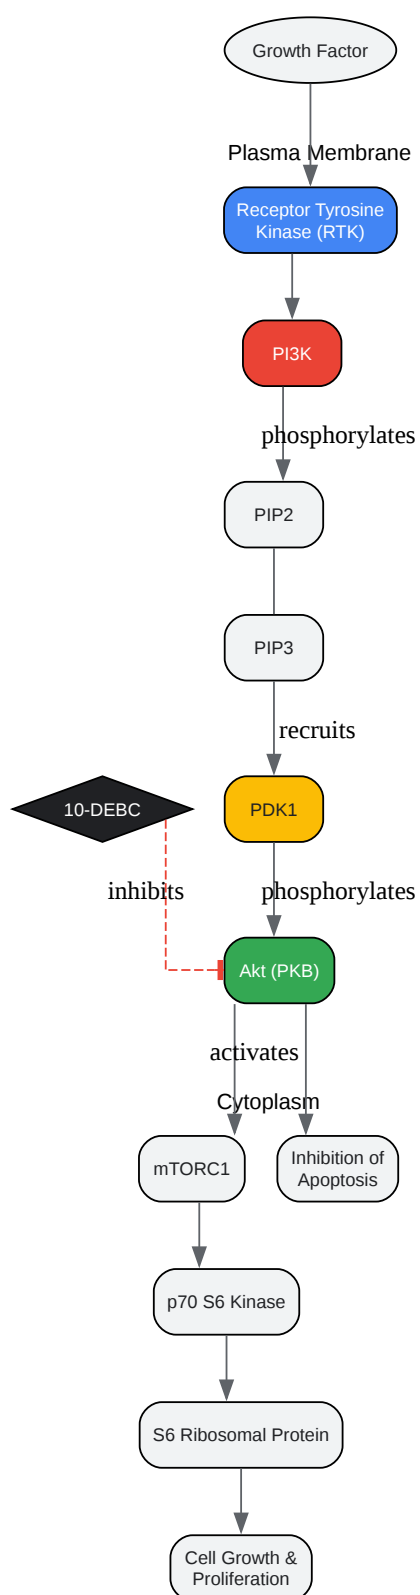 Growth Factor
Plasma Membrane
Receptor Tyrosine
Kinase (RTK)
PI3K
phosphorylates
PIP2
PIP3
recruits
10-DEBC
PDK1
inhibits
phosphorylates
Akt (PKB)
activates
Cytoplasm
mTORC1
Inhibition of
Apoptosis
p70 S6 Kinase
S6 Ribosomal Protein
Cell Growth &
Proliferation